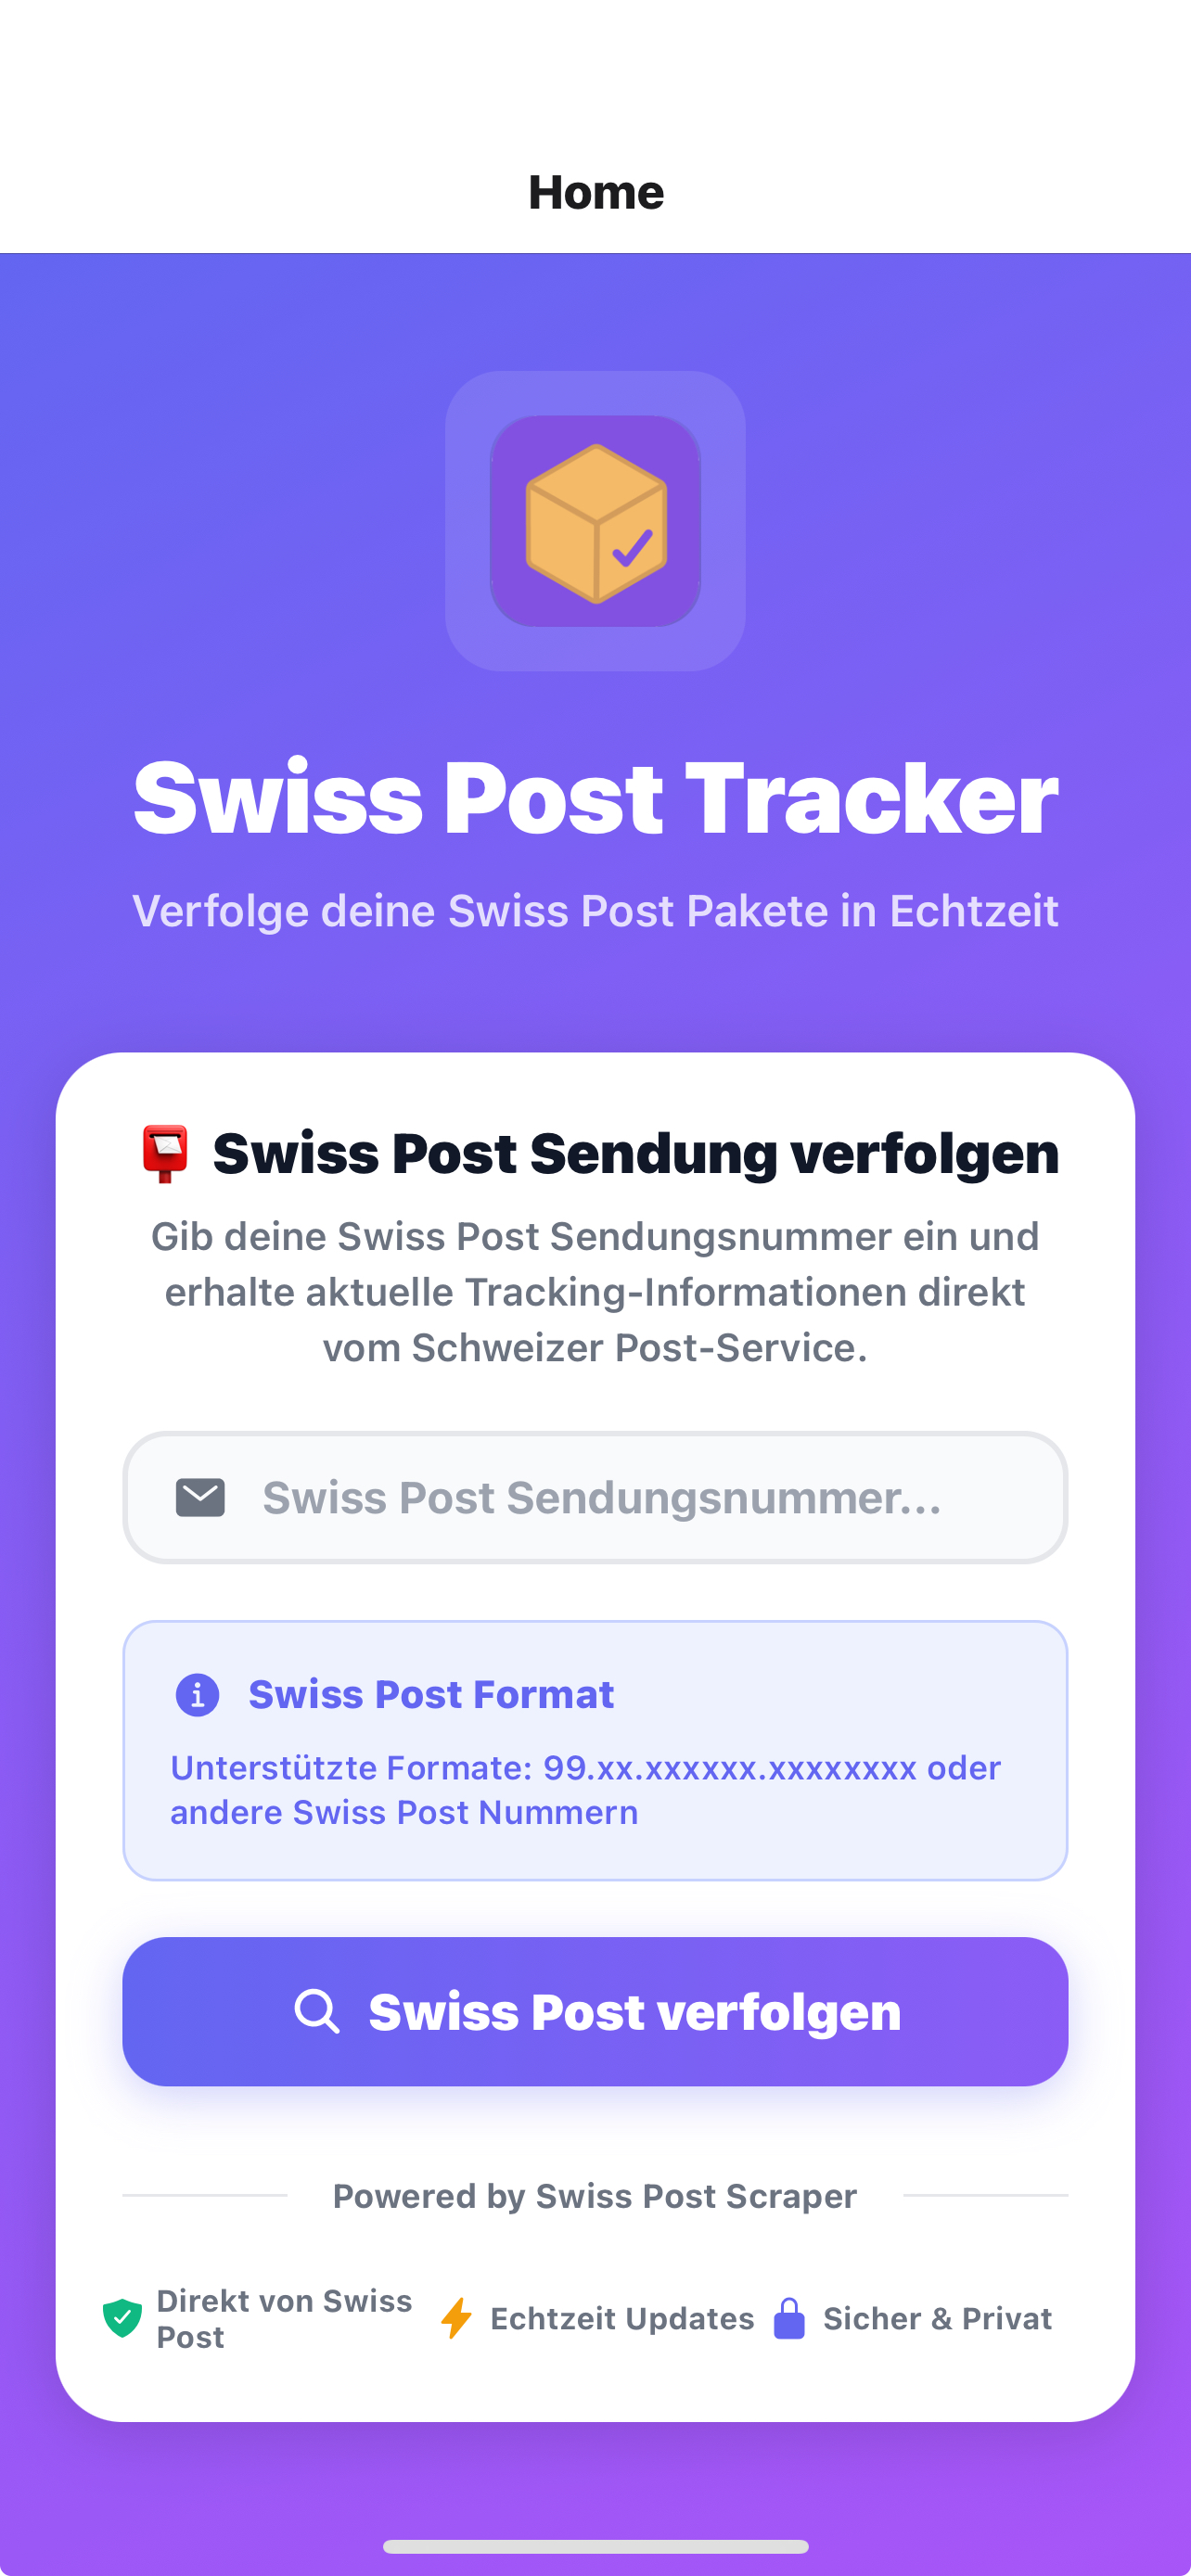 Home
Swiss Post Tracker
Verfolge deine Swiss Post Pakete in Echtzeit
Swiss Post Sendung verfolgen
Gib deine Swiss Post Sendungsnummer ein und
erhalte aktuelle Tracking-Informationen direkt
vom Schweizer Post-Service.
Swiss Post Sendungsnummer...
Swiss Post Format
Unterstützte Formate: 99.xx.xxxxxx.xxxxxxxx oder
andere Swiss Post Nummern
Swiss Post verfolgen
Powered by Swiss Post Scraper
Direkt von Swiss
Post
Echtzeit Updates
Sicher & Privat